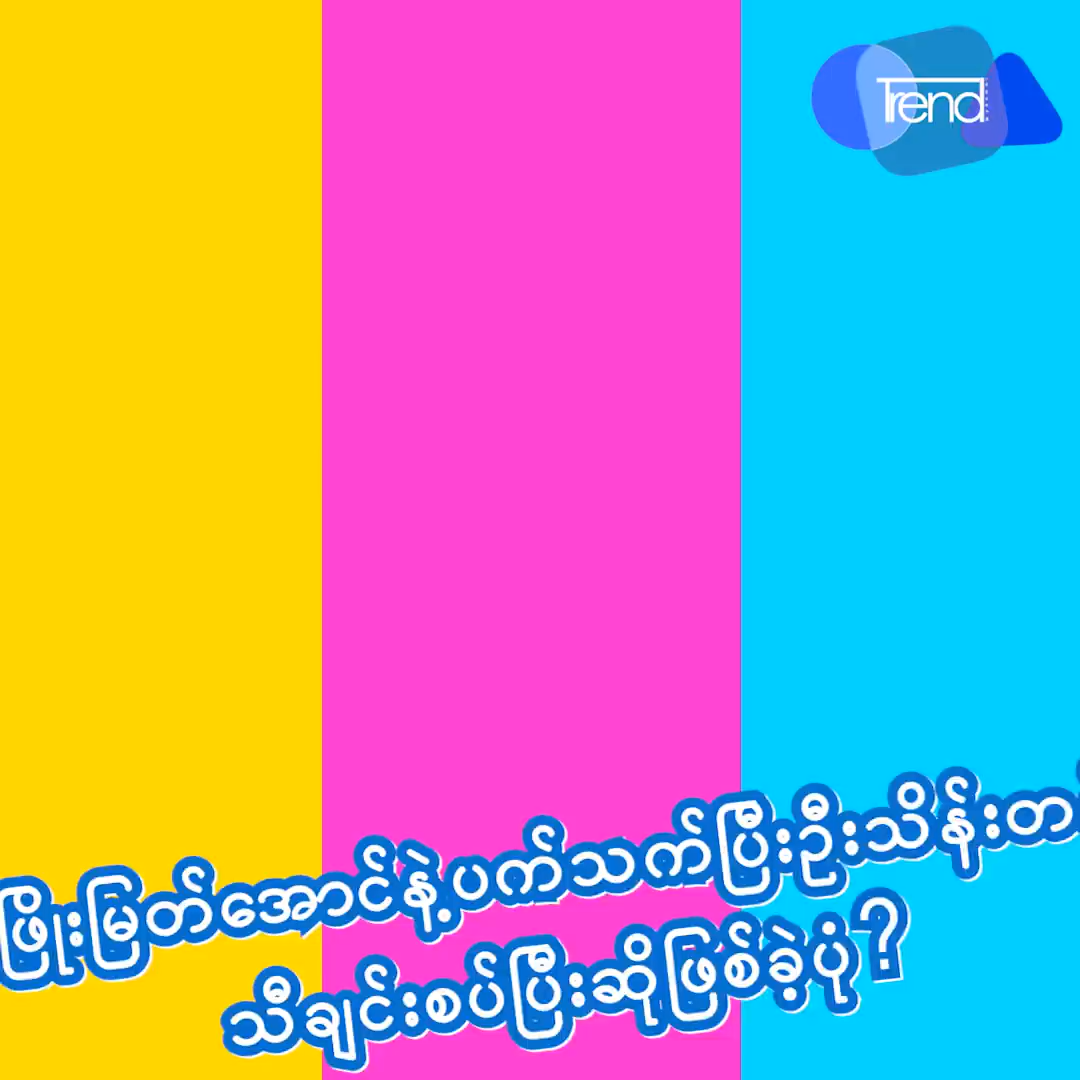 Trend
ဖြိုးမြတ်အောင်နဲ့ပက်သက်ပြီးဦးသိန်းတ
သီချင်းစပ်ပြီးဆိုဖြစ်ခဲ့ပုံ?